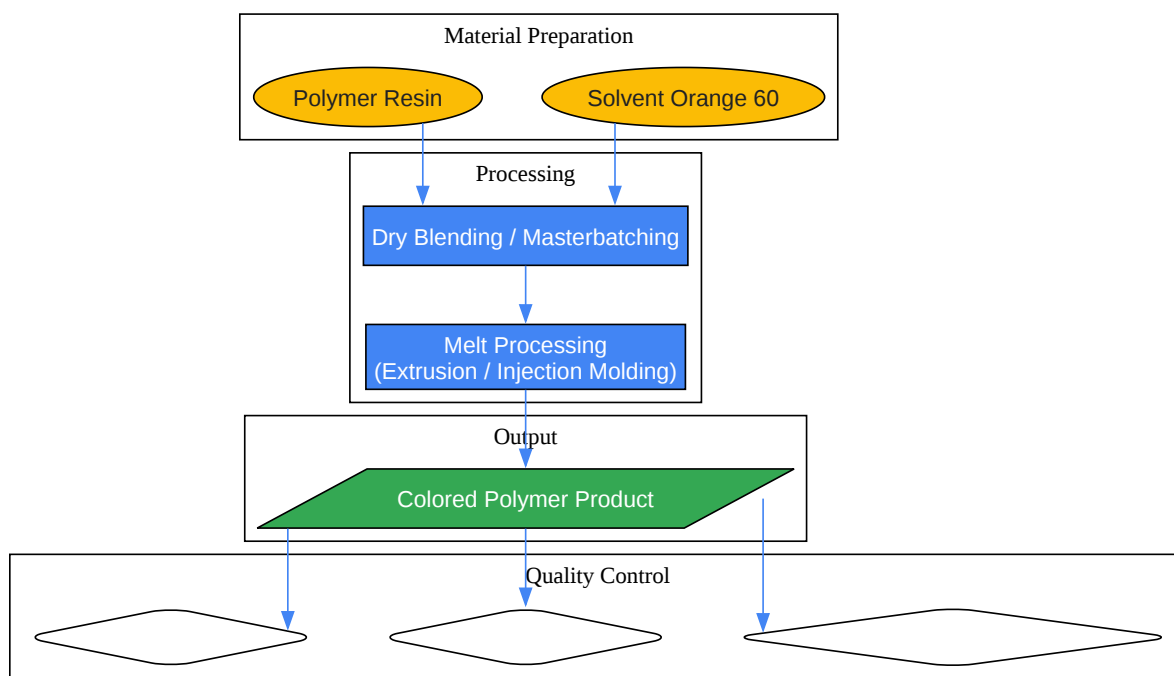 Material Preparation
Polymer Resin
Solvent Orange 60
Processing
Dry Blending / Masterbatching
Melt Processing
(Extrusion / Injection Molding)
Output
Colored Polymer Product
Quality Control